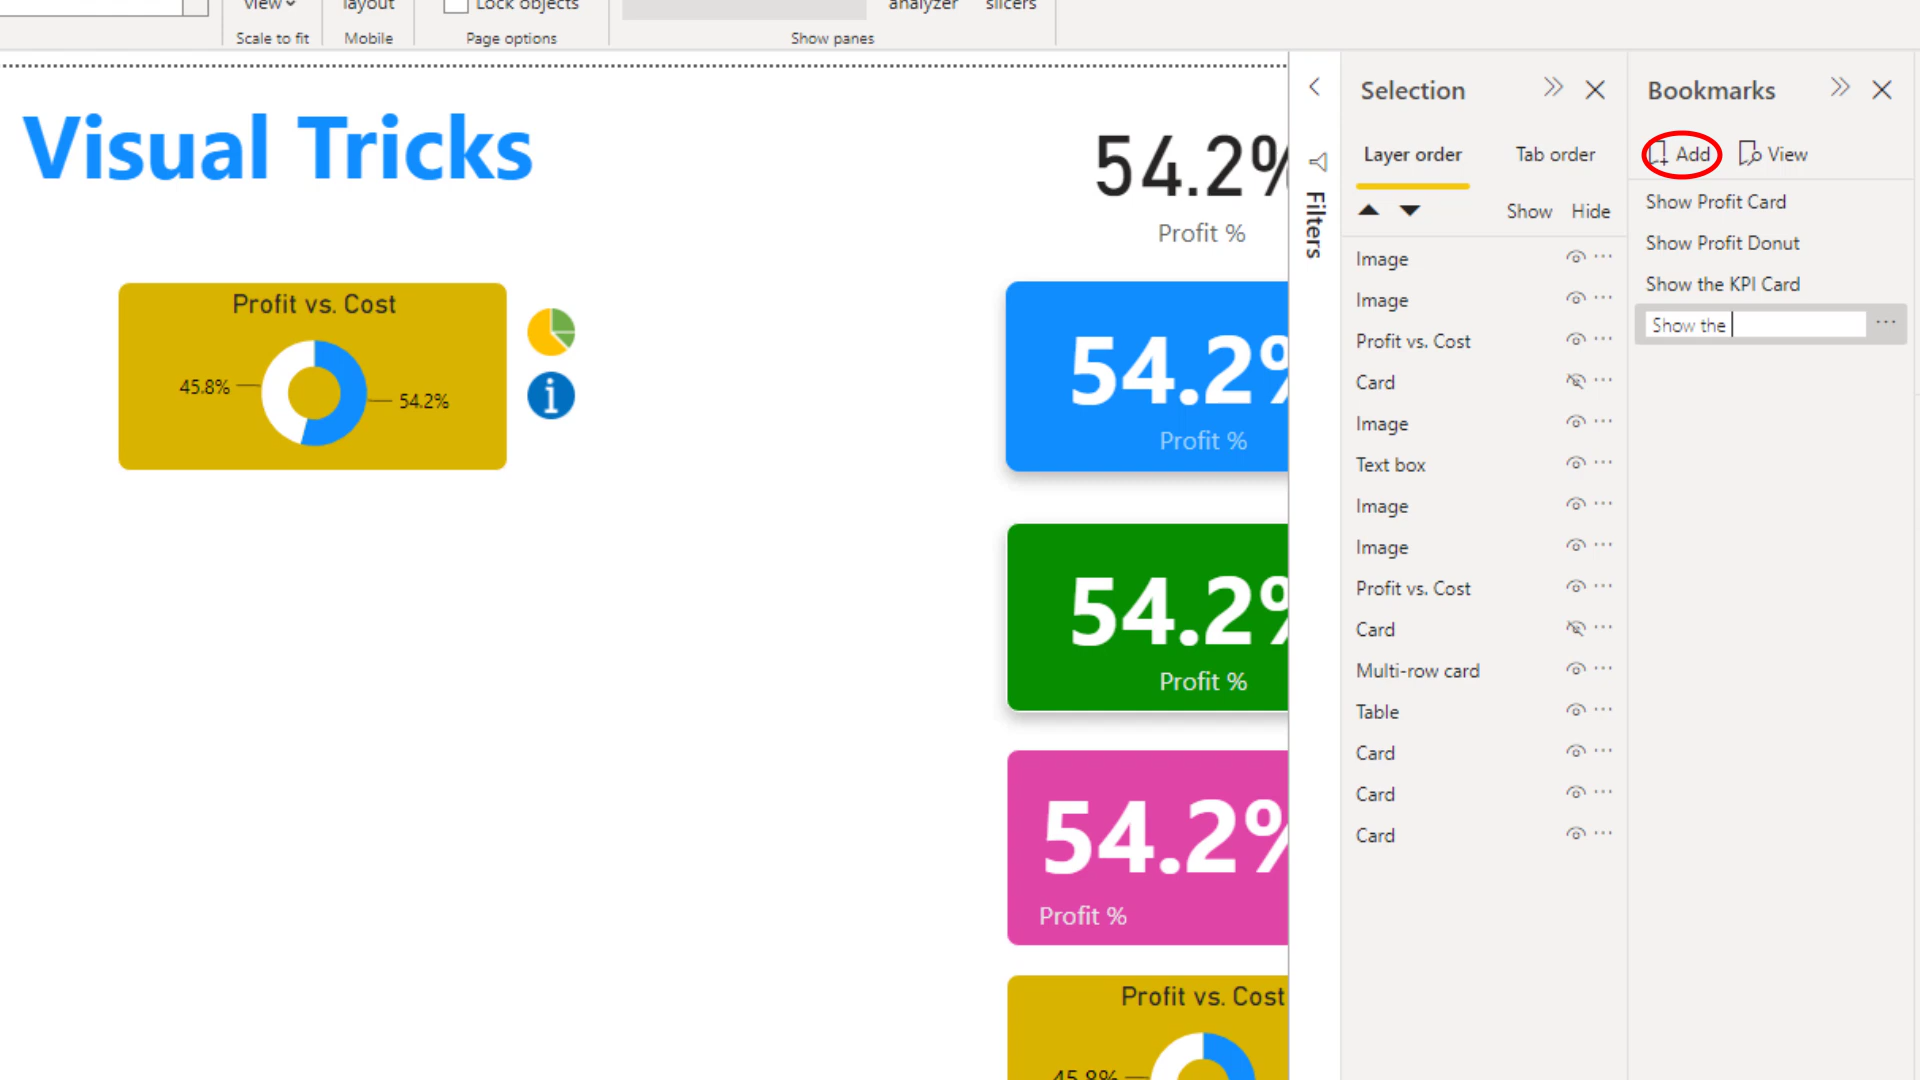 View
layout
Lock objects
analyzer
slicers
Scale to fit
Mobile
Page options
Show panes
Visual Tricks
54.2%
Profit %
Profit vs. Cost
45.8%
54.2%
i
54.2%
Profit %
54.2%
Profit %
54.2%
Profit %
Profit vs. Cost
45.8%
Filters
Selection
Layer order
Tab order
Show
Hide
Image
Image
Profit vs. Cost
Card
Image
Text box
Image
Image
Profit vs. Cost
Card
Multi-row card
Table
Card
Card
Card
Bookmarks
Add
View
Show Profit Card
Show Profit Donut
Show the KPI Card
Show the